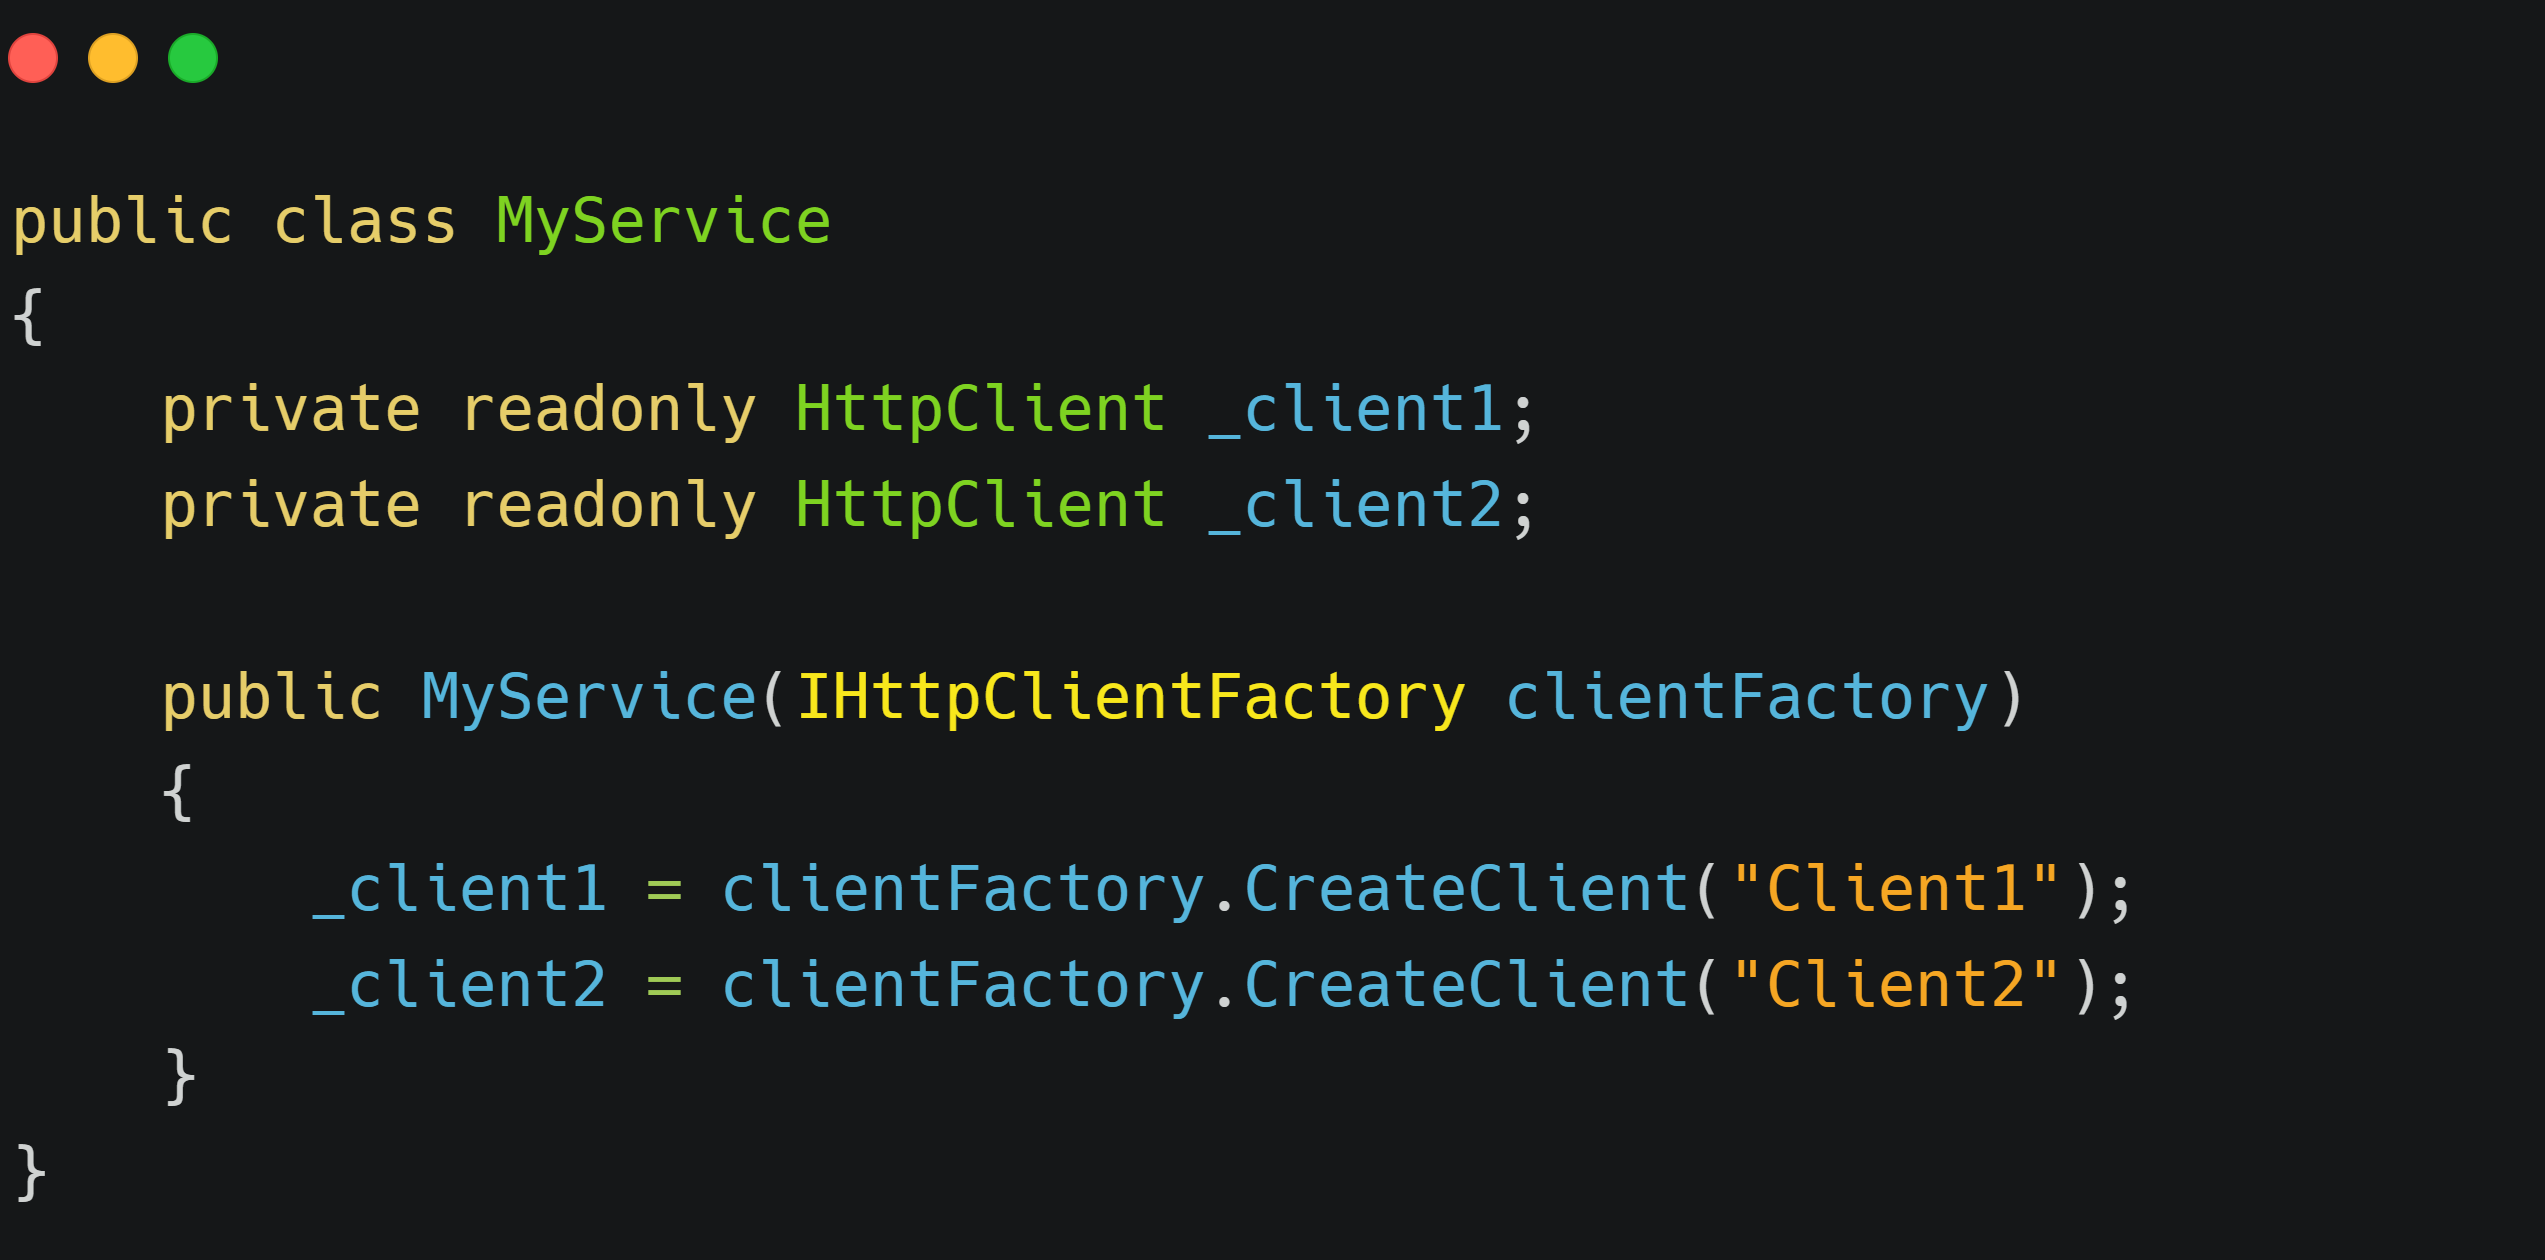 public class MyService
{
    private readonly HttpClient _client1;
    private readonly HttpClient _client2;

    public MyService(IHttpClientFactory clientFactory)
    {
        _client1 = clientFactory.CreateClient("Client1");
        _client2 = clientFactory.CreateClient("Client2");
    }
}